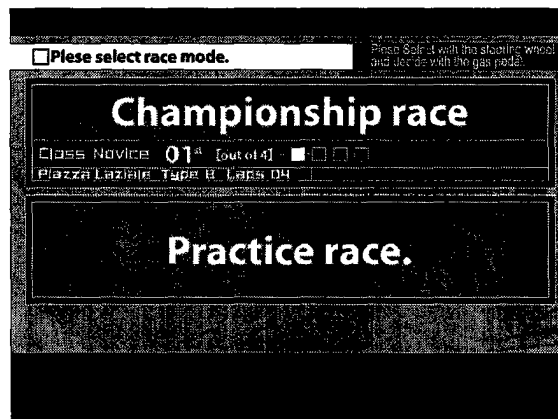 Plese select race mode.
Plese Select with the steering wheel
and decide with the gas pedal.
Championship race
Class Novice 01st [out of 4]
Piazza Laziale Type B Laps 04
Practice race.